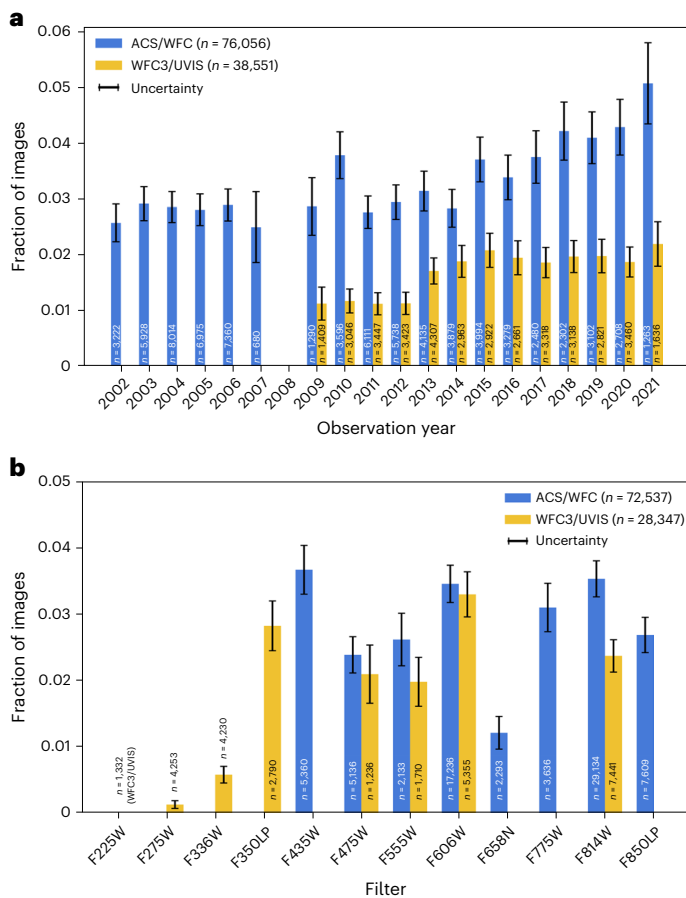 a
0.06
0.05
0.04
0.03
0.02
0.01
0
Fraction of images
ACS/WFC (n = 76,056)
WFC3/UVIS (n = 38,551)
Uncertainty
n = 3,222
n = 5,928
n = 8,014
n = 6,975
n = 7,360
n = 680
n = 1,290
n = 1,409
n = 3,596
n = 3,046
n = 6,111
n = 3,447
n = 5,738
n = 3,423
n = 4,135
n = 4,307
n = 3,879
n = 2,963
n = 3,994
n = 2,822
n = 3,279
n = 2,661
n = 2,480
n = 3,318
n = 2,302
n = 3,138
n = 3,102
n = 2,821
n = 2,708
n = 3,460
n = 1,263
n = 1,636
2002
2003
2004
2005
2006
2007
2008
2009
2010
2011
2012
2013
2014
2015
2016
2017
2018
2019
2020
2021
Observation year
b
0.05
0.04
0.03
0.02
0.01
0
Fraction of images
ACS/WFC (n = 72,537)
WFC3/UVIS (n = 28,347)
Uncertainty
n = 1,332
(WFC3/UVIS)
n = 4,253
n = 4,230
n = 2,790
n = 5,360
n = 5,136
n = 1,236
n = 2,133
n = 1,710
n = 17,236
n = 5,355
n = 2,293
n = 3,636
n = 29,134
n = 7,441
n = 7,609
F225W
F275W
F336W
F350LP
F435W
F475W
F555W
F606W
F658N
F775W
F814W
F850LP
Filter